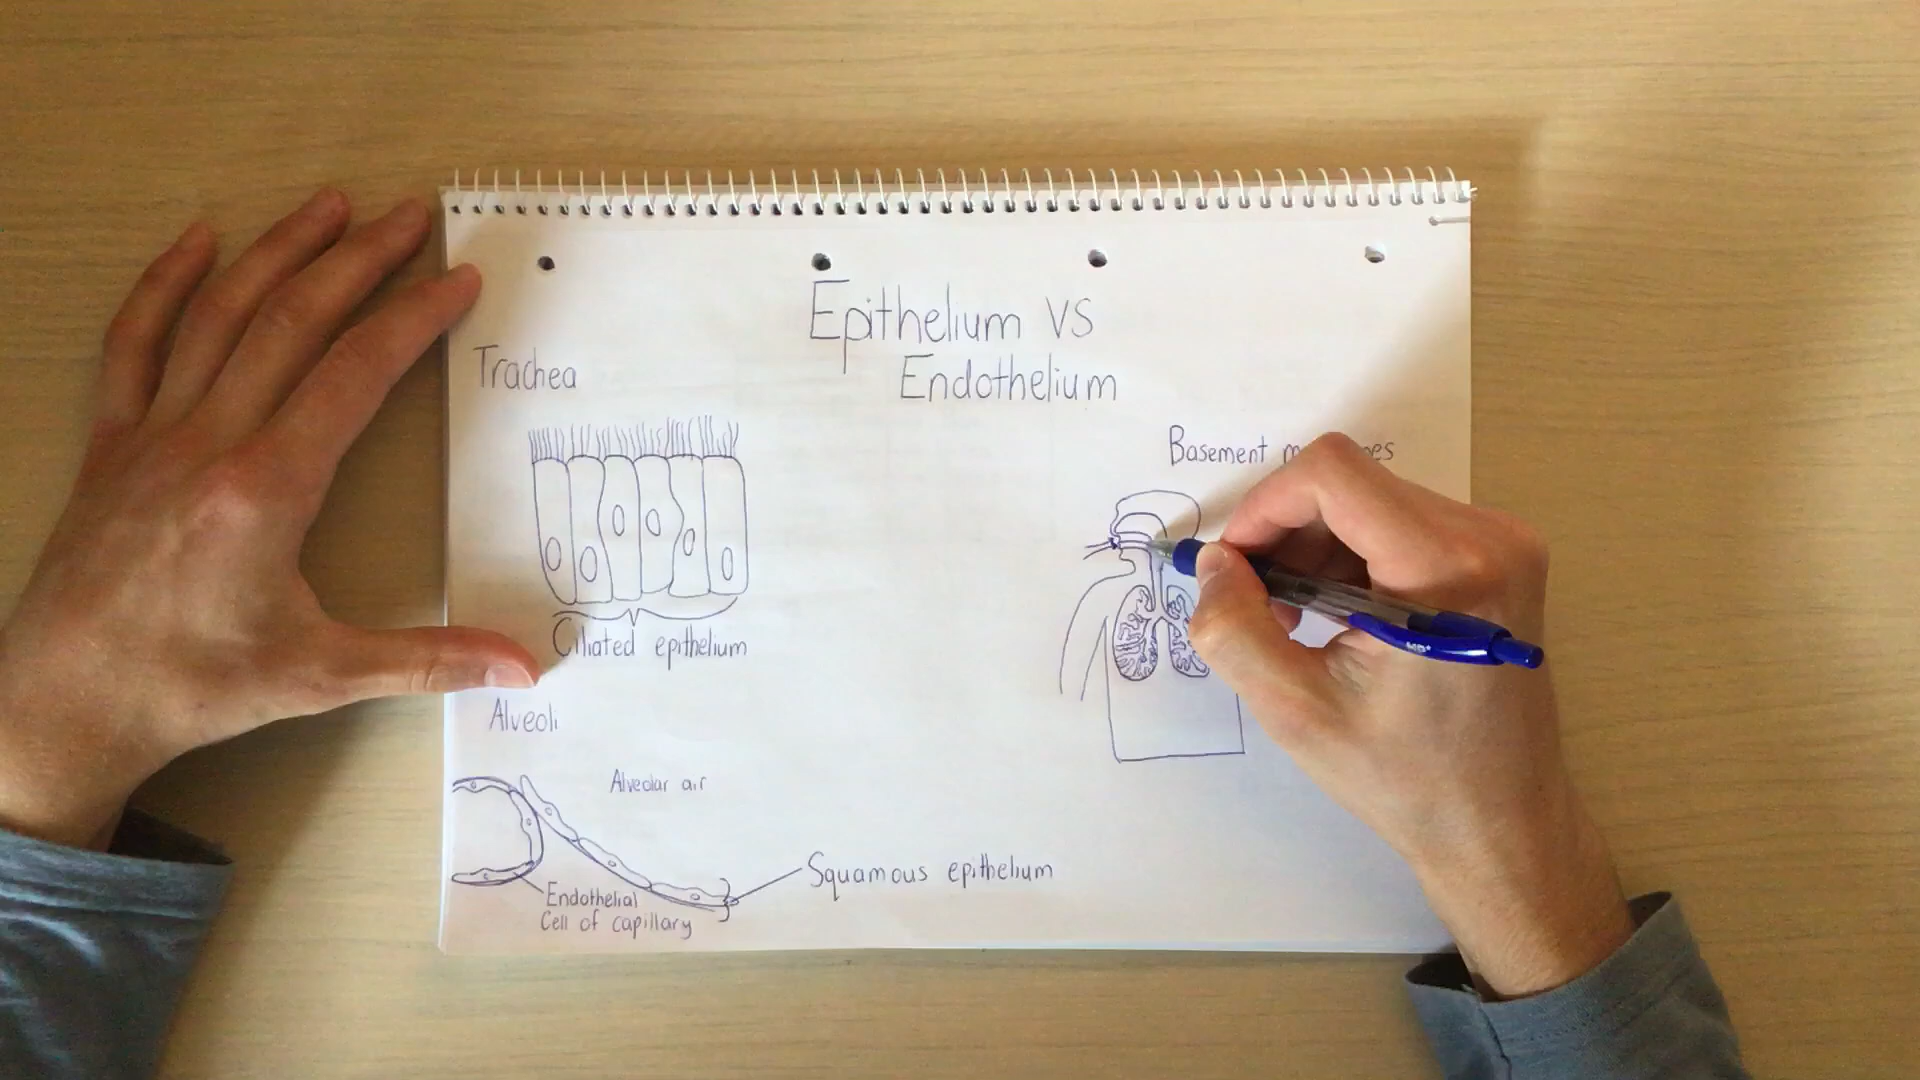 Epithelium VS
Endothelium
Trachea
Basement
Ciliated epithelium
Alveoli
Alveolar air
Squamous epithelium
Endothelial
Cell of capillary